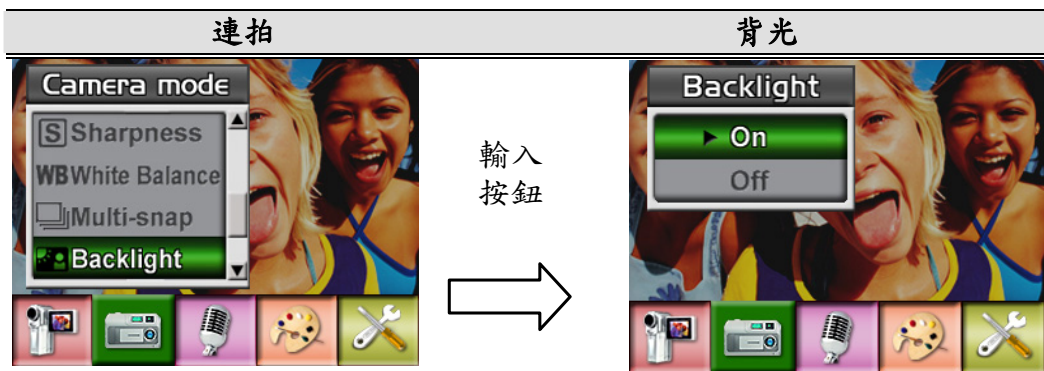 連拍
背光
Camera mode
S Sharpness
WB White Balance
Multi-snap
Backlight
輸入
按鈕
Backlight
On
Off